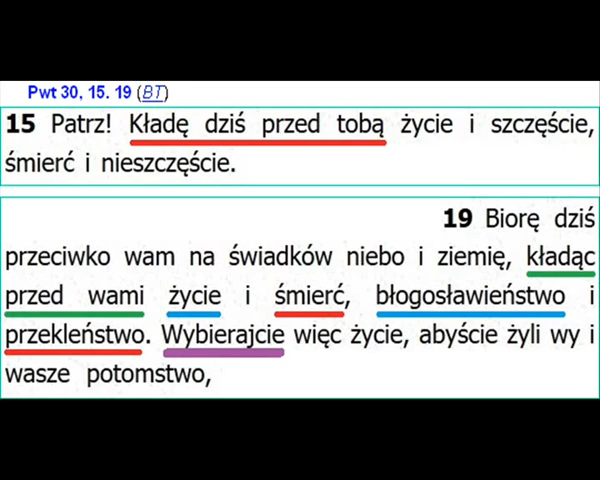 Pwt 30, 15. 19 (BT)
15 Patrz! Kładę dziś przed tobą życie i szczęście,
śmierć i nieszczęście.
19 Biorę dziś
przeciwko wam na świadków niebo i ziemię, kładąc
przed wami życie i śmierć, błogosławieństwo i
przekleństwo. Wybierajcie więc życie, abyście żyli wy i
wasze potomstwo,